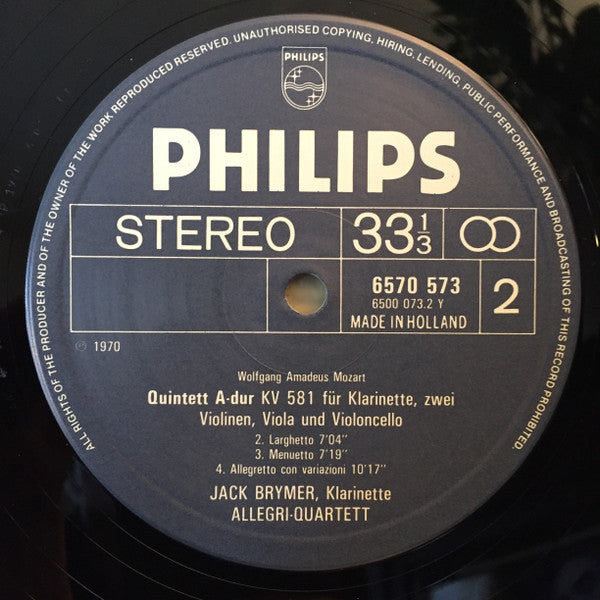 ALL RIGHTS OF THE PRODUCER AND OF THE OWNER OF THE WORK REPRODUCED RESERVED. UNAUTHORISED COPYING, HIRING, LENDING, PUBLIC PERFORMANCE AND BROADCASTING OF THIS RECORD PROHIBITED.
PHILIPS
PHILIPS
STEREO 33 1/3
6570 573
6500 073.2 Y
MADE IN HOLLAND
2
℗ 1970
Wolfgang Amadeus Mozart
Quintett A-dur KV 581 für Klarinette, zwei
Violinen, Viola und Violoncello
2. Larghetto 7'04"
3. Menuetto 7'19"
4. Allegretto con variazioni 10'17"
JACK BRYMER, Klarinette
ALLEGRI-QUARTETT